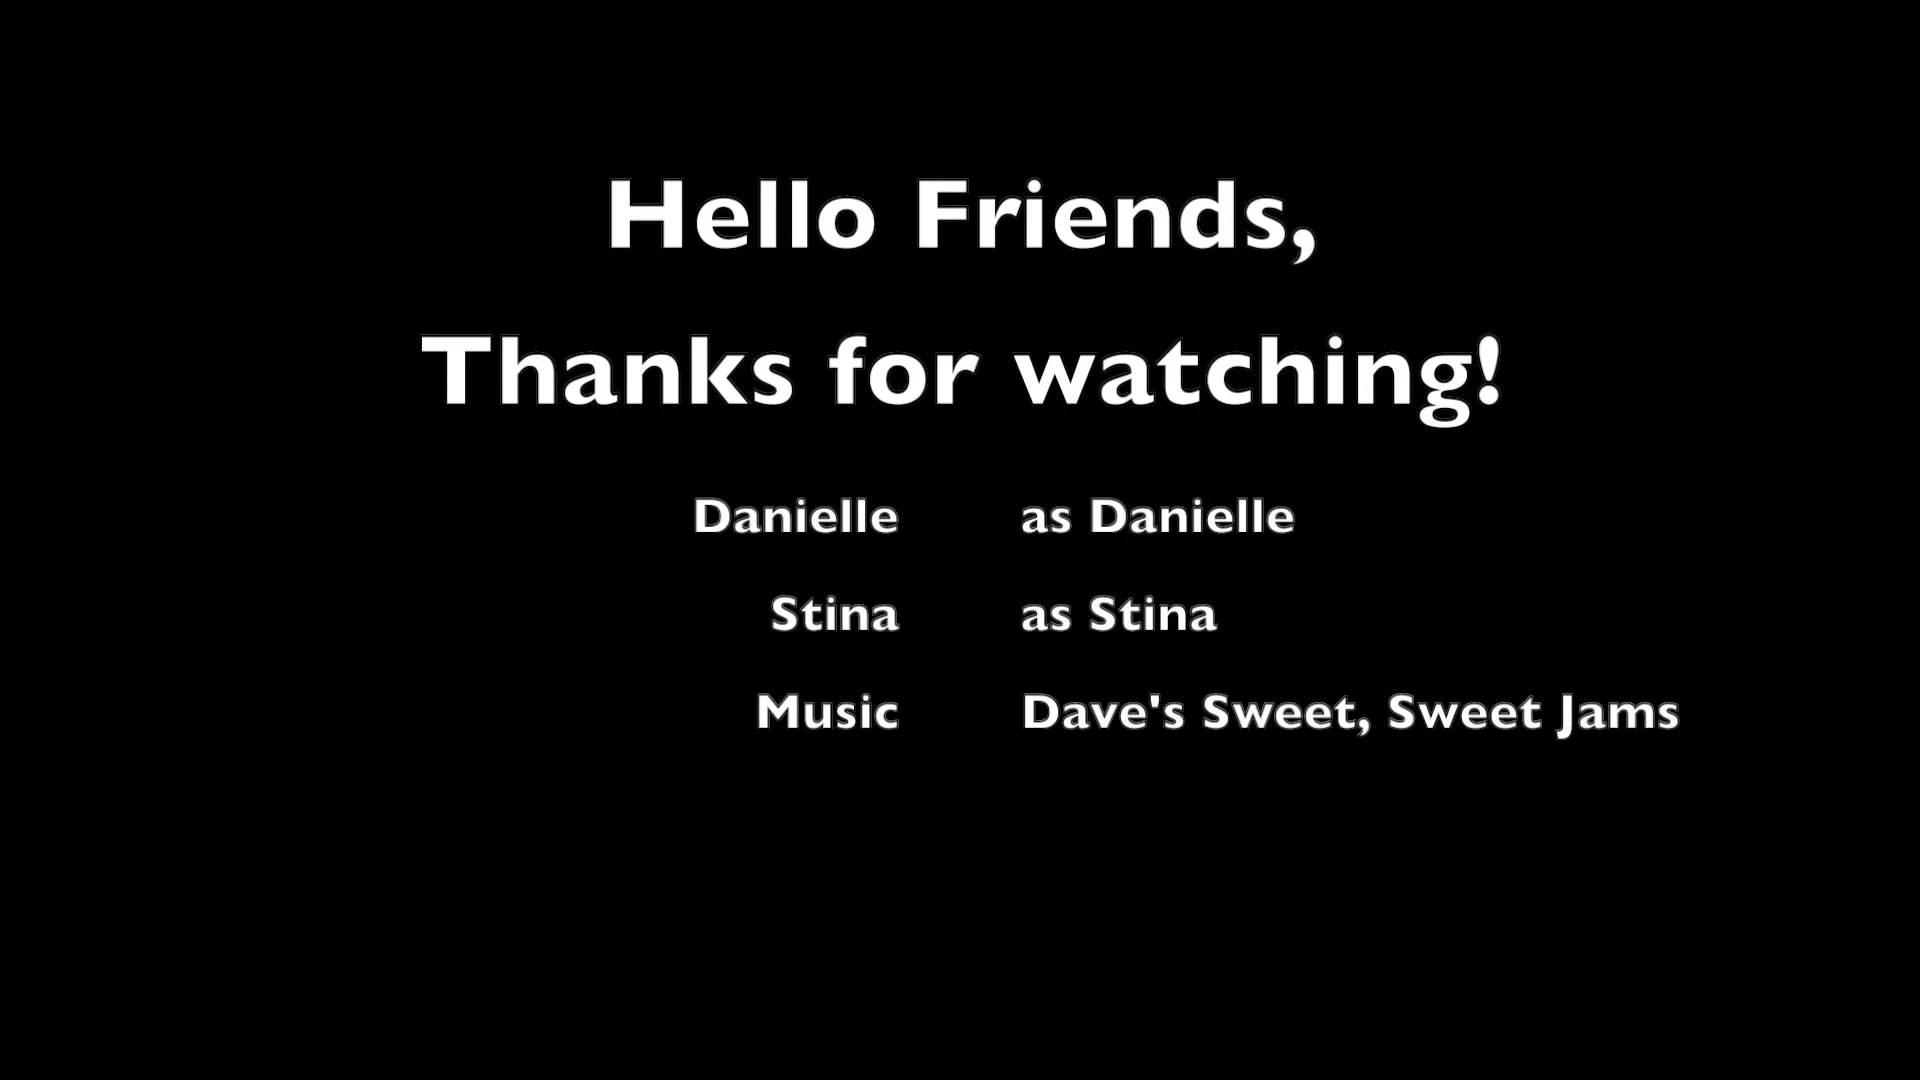 Hello Friends,
Thanks for watching!
Danielle as Danielle
Stina as Stina
Music Dave's Sweet, Sweet Jams